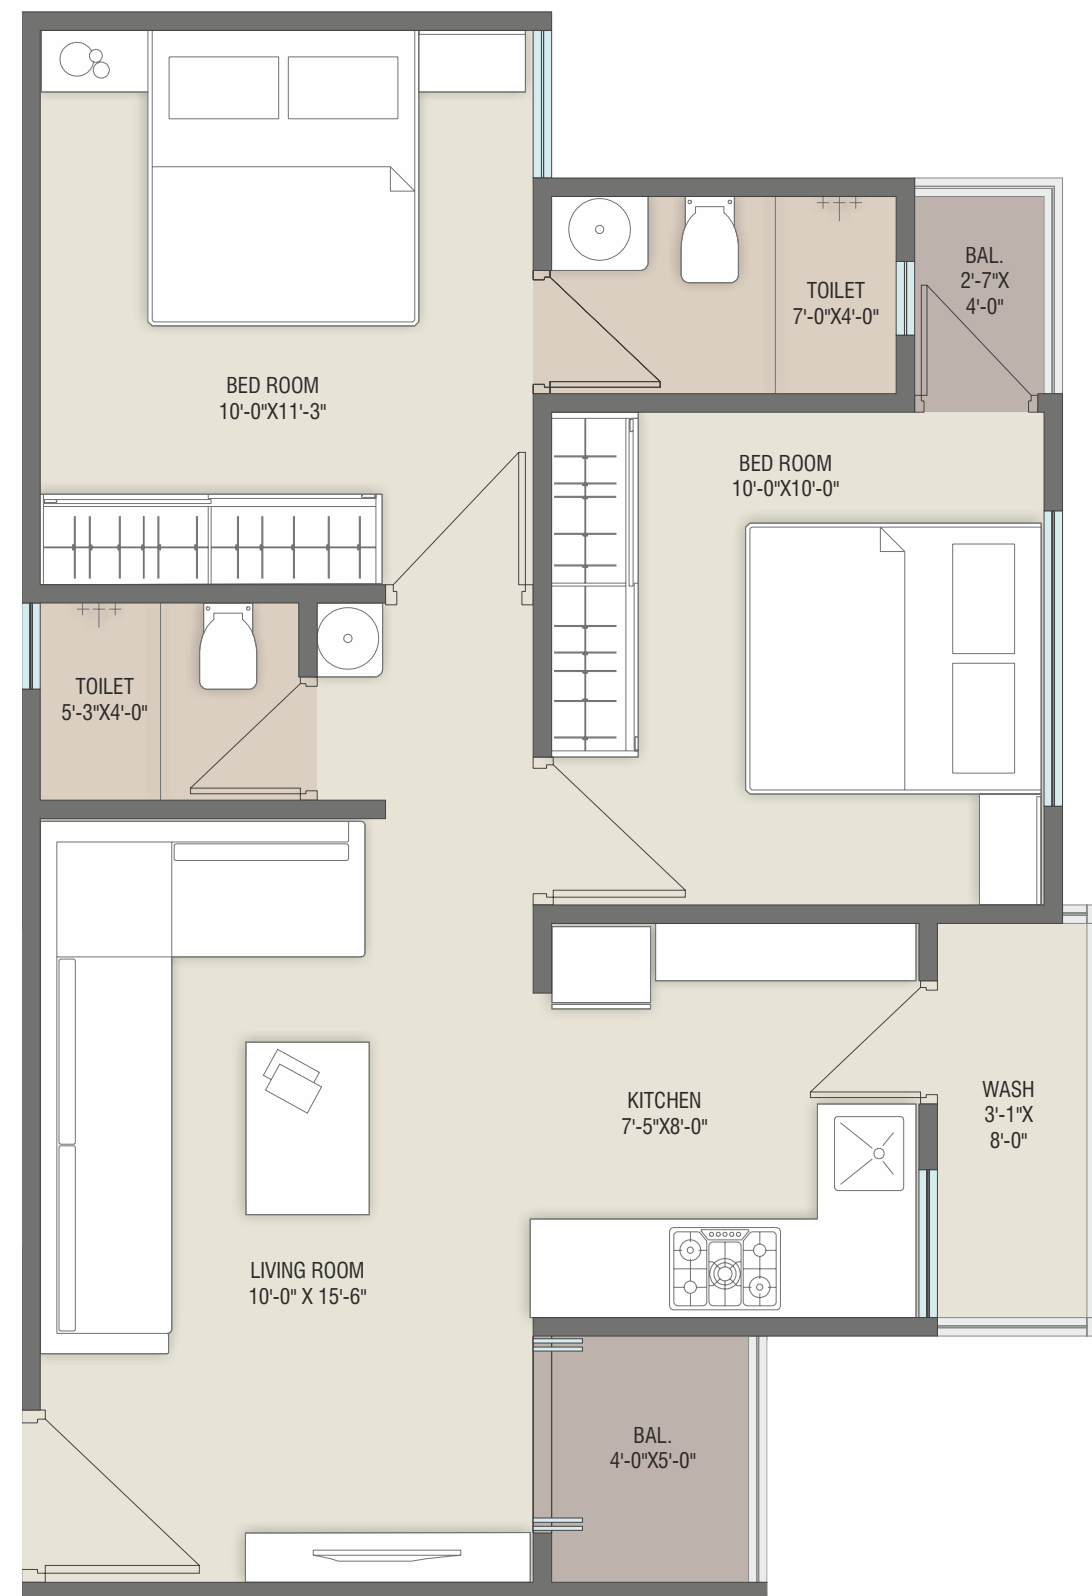 BAL.
2'-7"X
4'-0"
TOILET
7'-0"X4'-0"
BED ROOM
10'-0"X11'-3"
BED ROOM
10'-0"X10'-0"
TOILET
5'-3"X4'-0"
KITCHEN
7'-5"X8'-0"
WASH
3'-1"X
8'-0"
LIVING ROOM
10'-0" X 15'-6"
BAL.
4'-0"X5'-0"